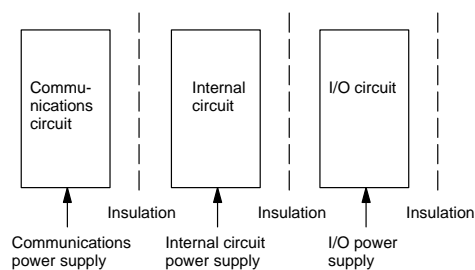 Commu-
nications
circuit
Internal
circuit
I/O circuit
Insulation
Insulation
Insulation
Communications
power supply
Internal circuit
power supply
I/O power
supply